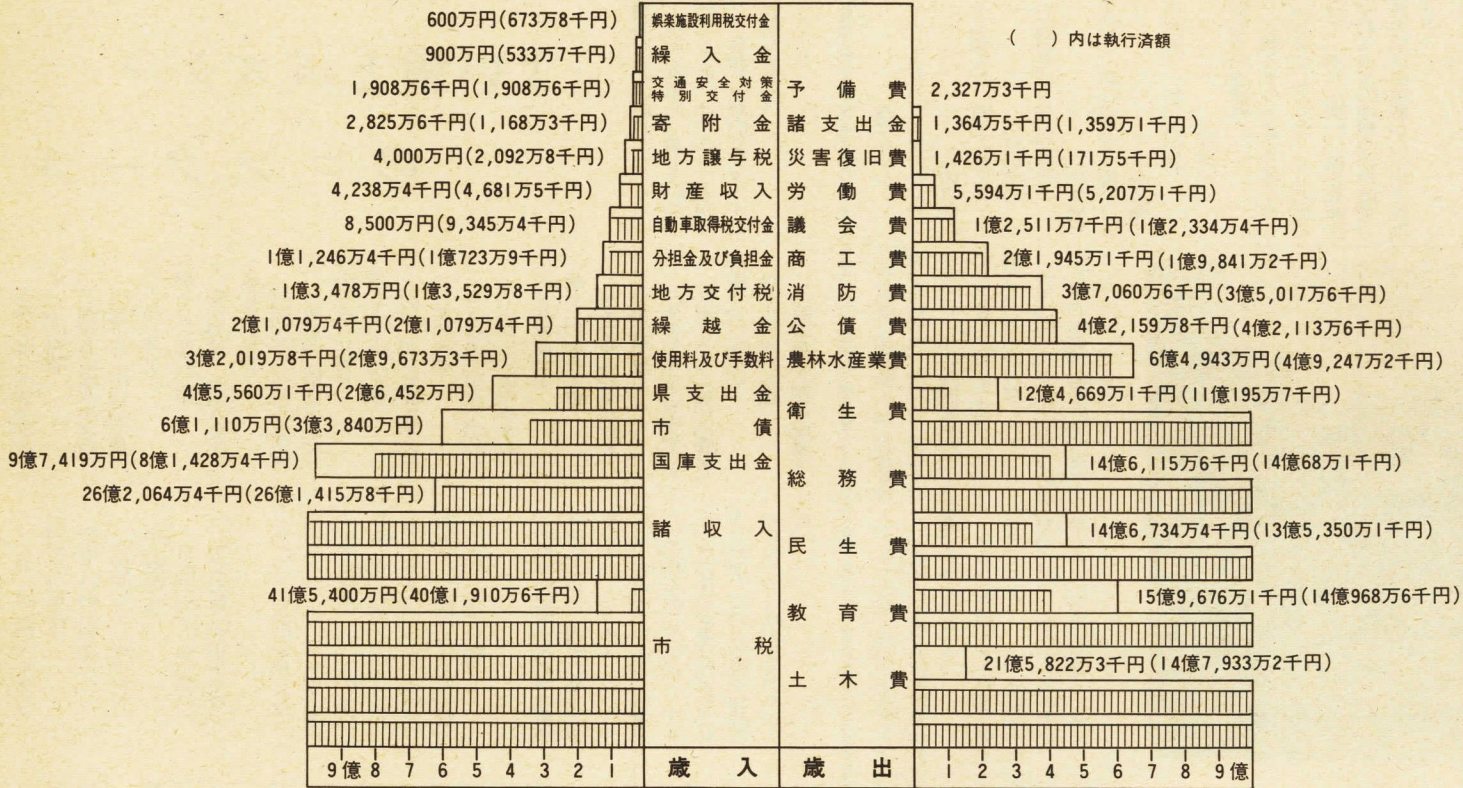 600万円(673万8千円) 娯楽施設利用税交付金
( )内は執行済額
900万円(533万7千円) 繰入金
1,908万6千円(1,908万6千円) 交通安全対策特別交付金 予備費 2,327万3千円
2,825万6千円(1,168万3千円) 寄附金 諸支出金 1,364万5千円(1,359万1千円)
4,000万円(2,092万8千円) 地方譲与税 災害復旧費 1,426万1千円(171万5千円)
4,238万4千円(4,681万5千円) 財産収入 労働費 5,594万1千円(5,207万1千円)
8,500万円(9,345万4千円) 自動車取得税交付金 議会費 1億2,511万7千円(1億2,334万4千円)
1億1,246万4千円(1億723万9千円) 分担金及び負担金 商工費 2億1,945万1千円(1億9,841万2千円)
1億3,478万円(1億3,529万8千円) 地方交付税 消防費 3億7,060万6千円(3億5,017万6千円)
2億1,079万4千円(2億1,079万4千円) 繰越金 公債費 4億2,159万8千円(4億2,113万6千円)
3億2,019万8千円(2億9,673万3千円) 使用料及び手数料 農林水産業費 6億4,943万円(4億9,247万2千円)
4億5,560万1千円(2億6,452万円) 県支出金 衛生費 12億4,669万1千円(11億195万7千円)
6億1,110万円(3億3,840万円) 市債
9億7,419万円(8億1,428万4千円) 国庫支出金 総務費 14億6,115万6千円(14億68万1千円)
26億2,064万4千円(26億1,415万8千円) 諸収入 民生費 14億6,734万4千円(13億5,350万1千円)
41億5,400万円(40億1,910万6千円) 市税 教育費 15億9,676万1千円(14億968万6千円)
土木費 21億5,822万3千円(14億7,933万2千円)
9億 8 7 6 5 4 3 2 1 歳入 歳出 1 2 3 4 5 6 7 8 9億